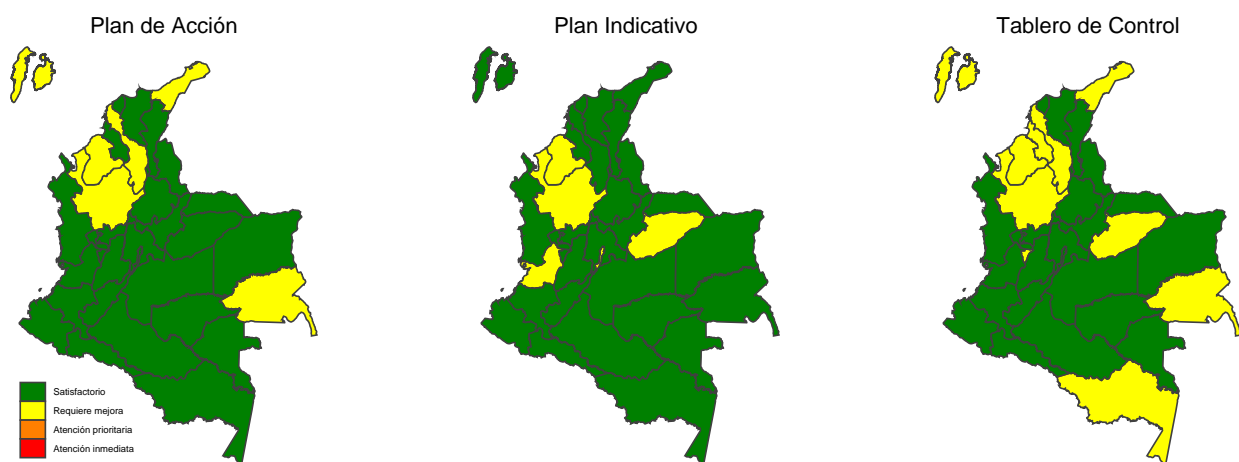 Plan de Acción
Plan Indicativo
Tablero de Control
Satisfactorio
Requiere mejora
Atención prioritaria
Atención inmediata